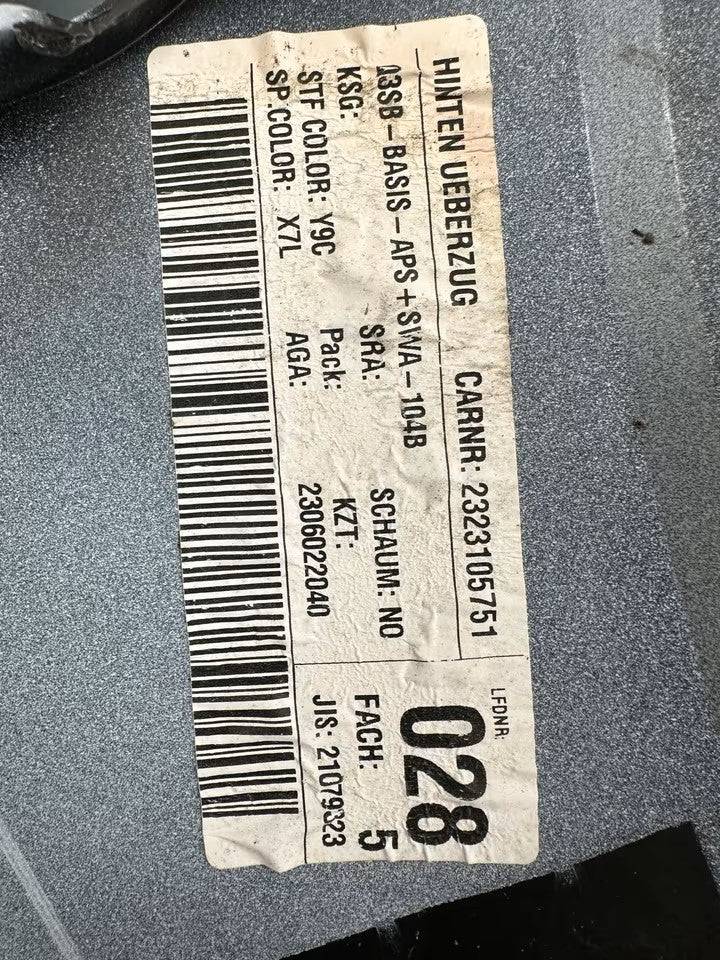 HINTEN UEBERZUG CARNR: 2323105751
Q3SB-BASIS-APS+SWA-104B
KSG: SRA: SCHAUM: NO
STF COLOR: Y9C Pack: KZT:
SP.COLOR: X7L AGA: 2306022040
LFDNR:
028
FACH: 5
JIS: 21079323